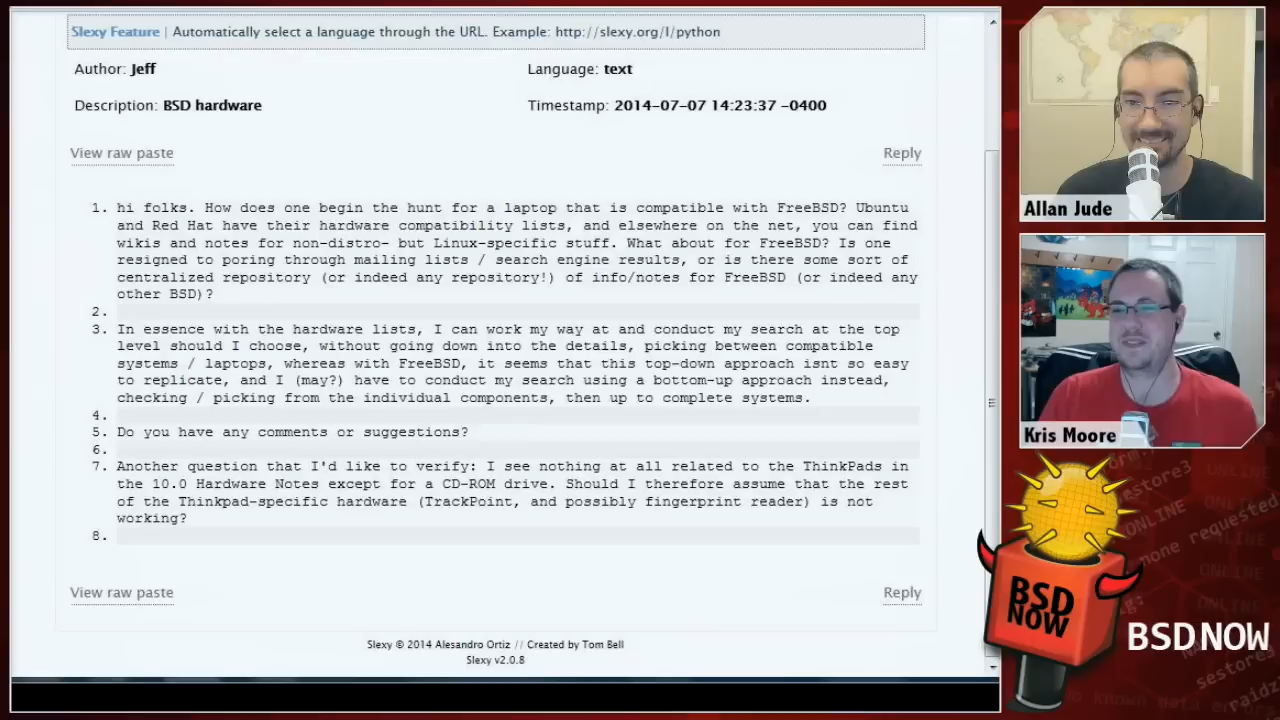 Slexy Feature | Automatically select a language through the URL. Example: http://slexy.org/l/python
Author: Jeff
Language: text
Description: BSD hardware
Timestamp: 2014-07-07 14:23:37 -0400
View raw paste
Reply
1. hi folks. How does one begin the hunt for a laptop that is compatible with FreeBSD? Ubuntu
and Red Hat have their hardware compatibility lists, and elsewhere on the net, you can find
wikis and notes for non-distro- but Linux-specific stuff. What about for FreeBSD? Is one
resigned to poring through mailing lists / search engine results, or is there some sort of
centralized repository (or indeed any repository!) of info/notes for FreeBSD (or indeed any
other BSD)?
2.
3. In essence with the hardware lists, I can work my way at and conduct my search at the top
level should I choose, without going down into the details, picking between compatible
systems / laptops, whereas with FreeBSD, it seems that this top-down approach isnt so easy
to replicate, and I (may?) have to conduct my search using a bottom-up approach instead,
checking / picking from the individual components, then up to complete systems.
4.
5. Do you have any comments or suggestions?
6.
7. Another question that I'd like to verify: I see nothing at all related to the ThinkPads in
the 10.0 Hardware Notes except for a CD-ROM drive. Should I therefore assume that the rest
of the Thinkpad-specific hardware (TrackPoint, and possibly fingerprint reader) is not
working?
8.
View raw paste
Reply
Slexy © 2014 Alesandro Ortiz // Created by Tom Bell
Slexy v2.0.8
Allan Jude
Kris Moore
BSD
NOW
BSD NOW
estore3
ONLINE
ONLINE
none requested
ONLINE
sestore3
known data
raidz